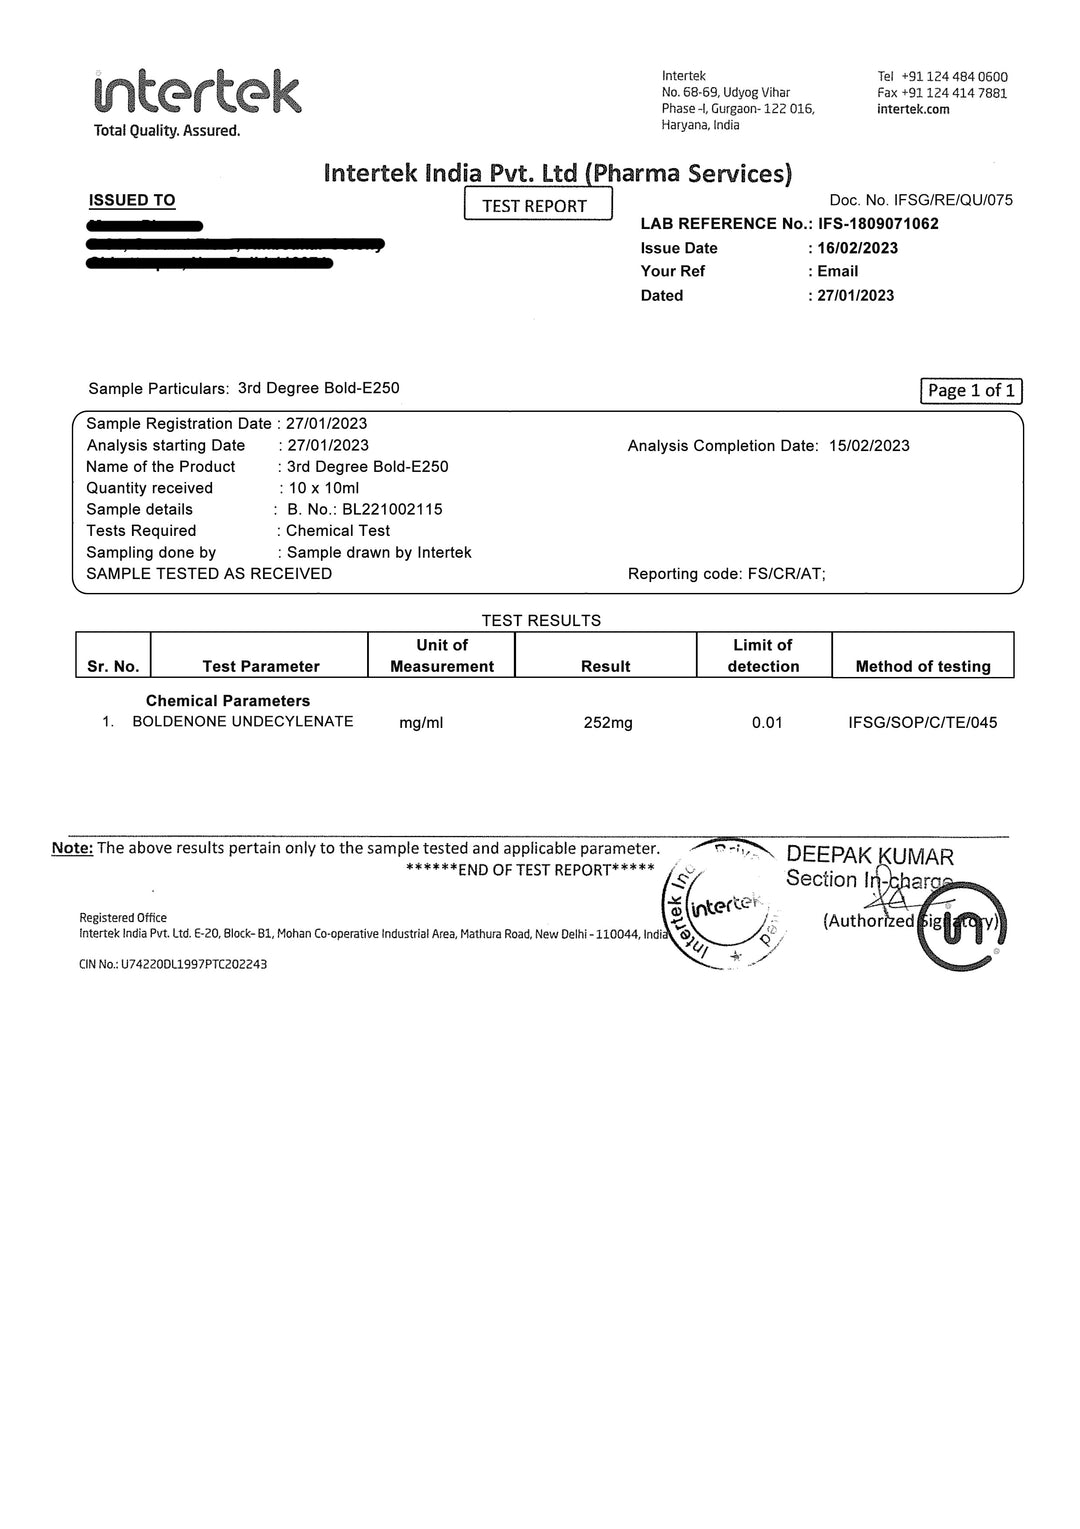 intertek
Total Quality. Assured.
Intertek
No. 68-69, Udyog Vihar
Phase -I, Gurgaon- 122 016,
Haryana, India
Tel +91 124 484 0600
Fax +91 124 414 7881
intertek.com
Intertek India Pvt. Ltd (Pharma Services)
ISSUED TO
TEST REPORT
Doc. No. IFSG/RE/QU/075
LAB REFERENCE No.: IFS-1809071062
Issue Date : 16/02/2023
Your Ref : Email
Dated : 27/01/2023
Sample Particulars: 3rd Degree Bold-E250
Page 1 of 1
Sample Registration Date : 27/01/2023
Analysis starting Date : 27/01/2023 Analysis Completion Date: 15/02/2023
Name of the Product : 3rd Degree Bold-E250
Quantity received : 10 x 10ml
Sample details : B. No.: BL221002115
Tests Required : Chemical Test
Sampling done by : Sample drawn by Intertek
SAMPLE TESTED AS RECEIVED Reporting code: FS/CR/AT;
TEST RESULTS
Sr. No. Test Parameter Unit of Measurement Result Limit of detection Method of testing
Chemical Parameters
1. BOLDENONE UNDECYLENATE mg/ml 252mg 0.01 IFSG/SOP/C/TE/045
Note: The above results pertain only to the sample tested and applicable parameter.
******END OF TEST REPORT*****
DEEPAK KUMAR
Section In-charge
(Authorized Signatory)
Intertek Ind
intertek
in
Registered Office
Intertek India Pvt. Ltd. E-20, Block- B1, Mohan Co-operative Industrial Area, Mathura Road, New Delhi - 110044, India
CIN No.: U74220DL1997PTC202243